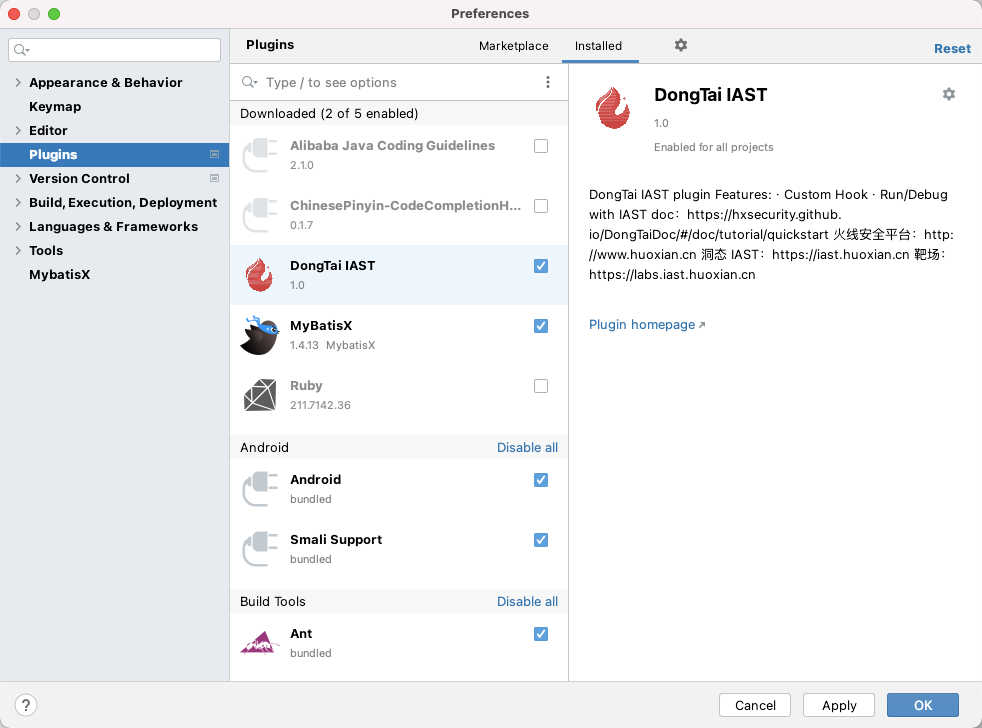 Preferences
Plugins
Marketplace
Installed
Reset
Appearance & Behavior
Keymap
Editor
Plugins
Version Control
Build, Execution, Deployment
Languages & Frameworks
Tools
MybatisX
Type / to see options
Downloaded (2 of 5 enabled)
Alibaba Java Coding Guidelines
2.1.0
ChinesePinyin-CodeCompletionH...
0.1.7
DongTai IAST
1.0
MyBatisX
1.4.13 MybatisX
Ruby
211.7142.36
Android Disable all
Android
bundled
Smali Support
bundled
Build Tools Disable all
Ant
bundled
DongTai IAST
1.0
Enabled for all projects
DongTai IAST plugin Features: · Custom Hook · Run/Debug
with IAST doc：https://hxsecurity.github.
io/DongTaiDoc/#/doc/tutorial/quickstart 火线安全平台：http:
//www.huoxian.cn 洞态 IAST：https://iast.huoxian.cn 靶场：
https://labs.iast.huoxian.cn
Plugin homepage
?
Cancel
Apply
OK